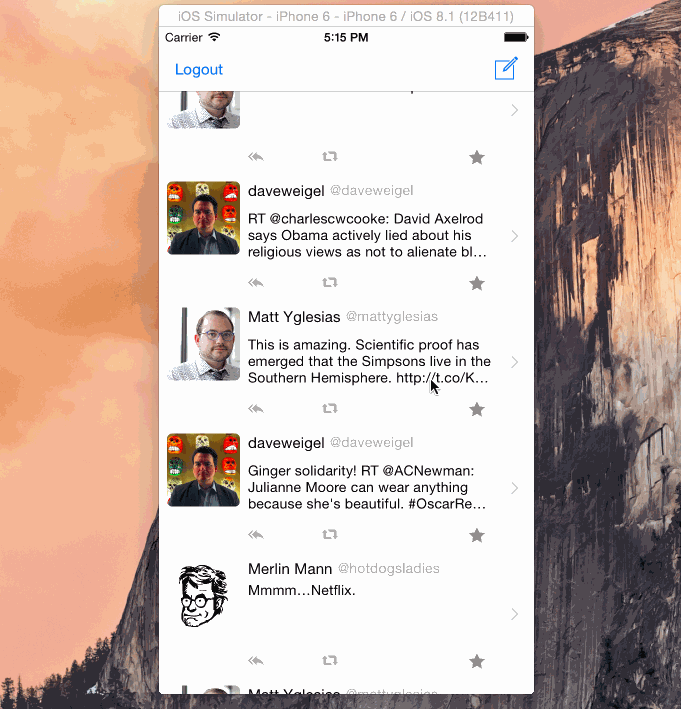 iOS Simulator - iPhone 6 - iPhone 6 / iOS 8.1 (12B411)
Carrier 5:15 PM
Logout
daveweigel @daveweigel
RT @charlescwcooke: David Axelrod
says Obama actively lied about his
religious views as not to alienate bl…
Matt Yglesias @mattyglesias
This is amazing. Scientific proof has
emerged that the Simpsons live in the
Southern Hemisphere. http://t.co/K…
daveweigel @daveweigel
Ginger solidarity! RT @ACNewman:
Julianne Moore can wear anything
because she's beautiful. #OscarRe…
Merlin Mann @hotdogsladies
Mmmm…Netflix.
Matt Yglesias @mattyglesias